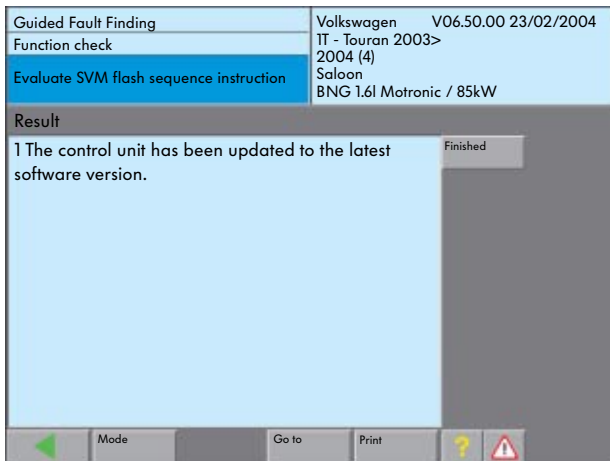 Guided Fault Finding
Function check
Evaluate SVM flash sequence instruction
Volkswagen V06.50.00 23/02/2004
1T - Touran 2003>
2004 (4)
Saloon
BNG 1.6l Motronic / 85kW
Result
1 The control unit has been updated to the latest
software version.
Finished
Mode
Go to
Print
?